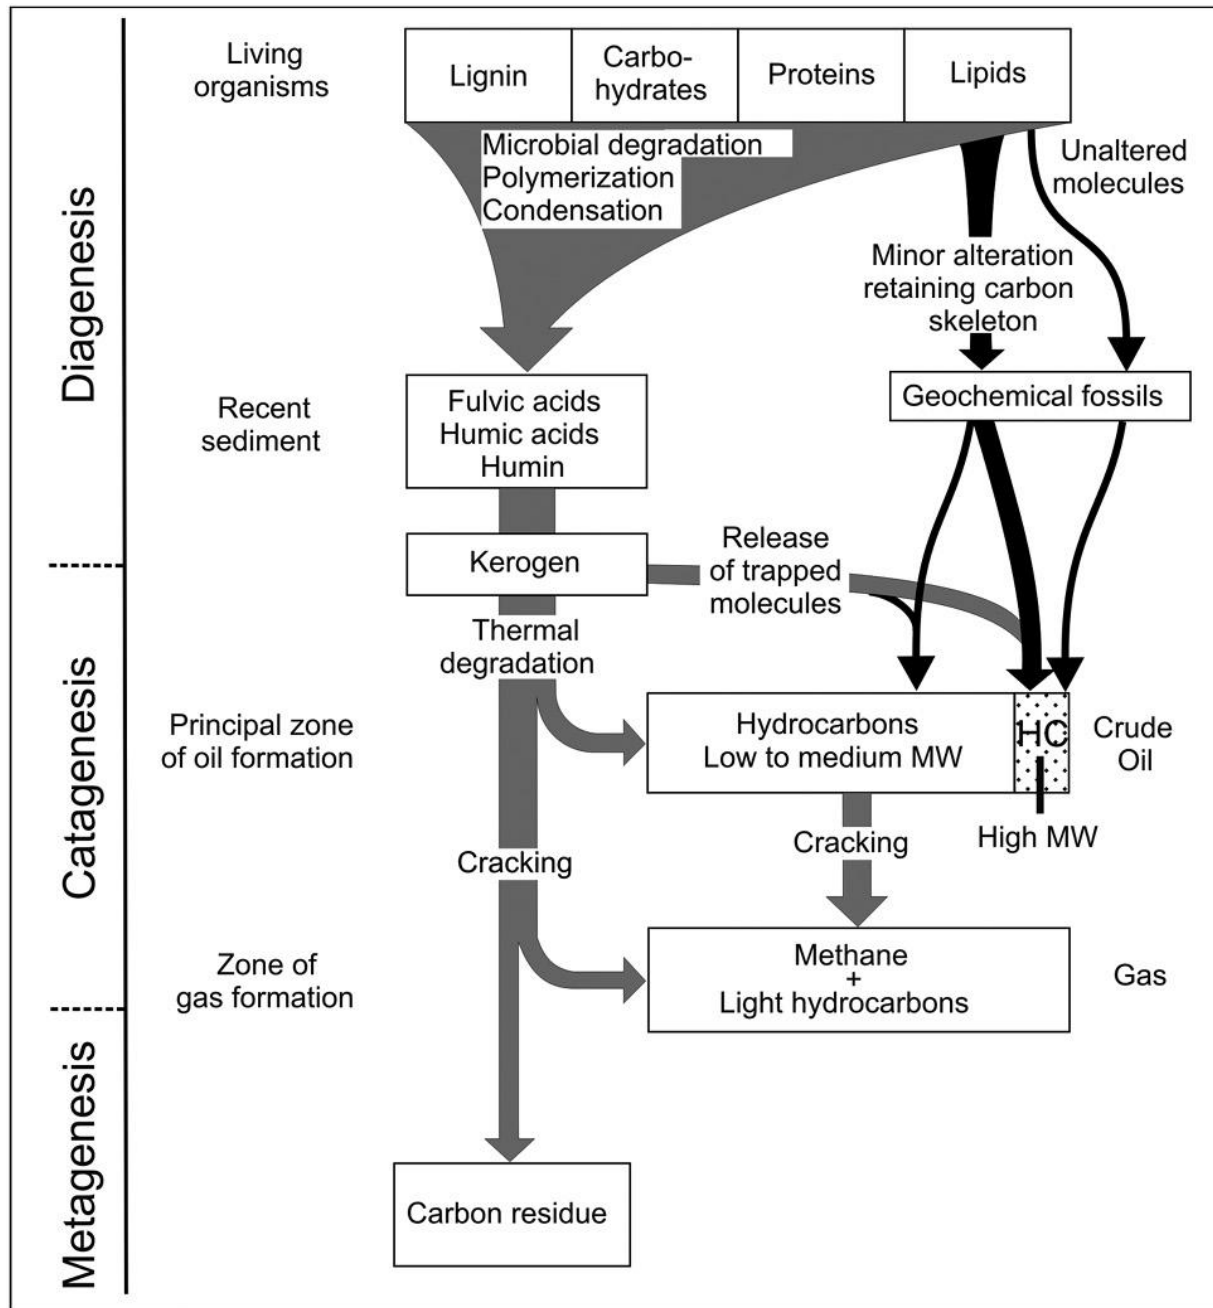 Living
organisms
Lignin
Carbo-
hydrates
Proteins
Lipids
Microbial degradation
Polymerization
Condensation
Unaltered
molecules
Minor alteration
retaining carbon
skeleton
Diagenesis
Recent
sediment
Fulvic acids
Humic acids
Humin
Geochemical fossils
Kerogen
Release
of trapped
molecules
Thermal
degradation
Catagenesis
Principal zone
of oil formation
Hydrocarbons
Low to medium MW
HC
Crude
Oil
High MW
Cracking
Cracking
Zone of
gas formation
Methane
+
Light hydrocarbons
Gas
Metagenesis
Carbon residue